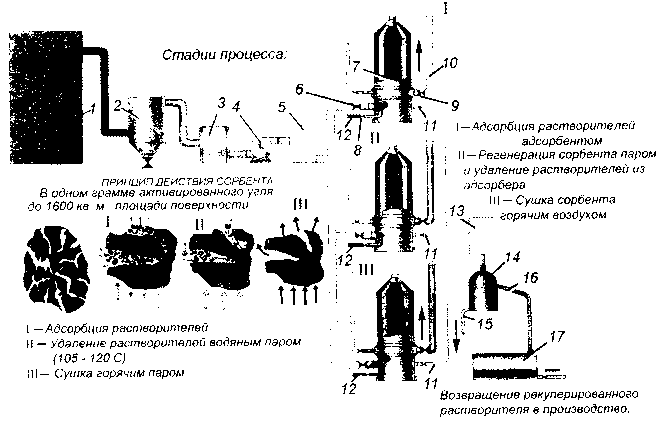 Стадии процесса:
1
2
3
4
5
ПРИНЦИП ДЕЙСТВИЯ СОРБЕНТА
В одном грамме активированного угля
до 1600 кв м площади поверхности
I
II
III
I — Адсорбция растворителей
II — Удаление растворителей водяным паром
(105 - 120 С)
III — Сушка горячим паром
I
7
10
6
9
12
8
11
II
12
11
III
12
11
I — Адсорбция растворителей
адсорбентом
II — Регенерация сорбента паром
и удаление растворителей из
адсорбера
III — Сушка сорбента
горячим воздухом
13
14
16
15
17
Возвращение рекуперированного
растворителя в производство.